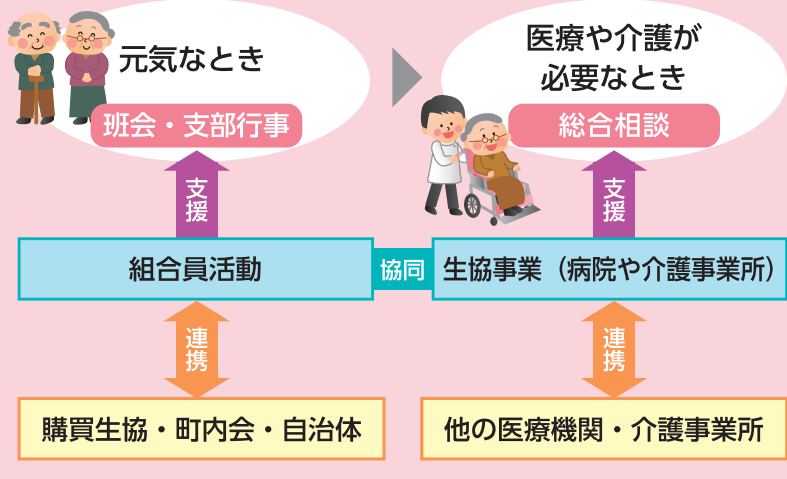 元気なとき
班会・支部行事
医療や介護が
必要なとき
総合相談
支援
支援
組合員活動
協同
生協事業（病院や介護事業所）
連携
連携
購買生協・町内会・自治体
他の医療機関・介護事業所